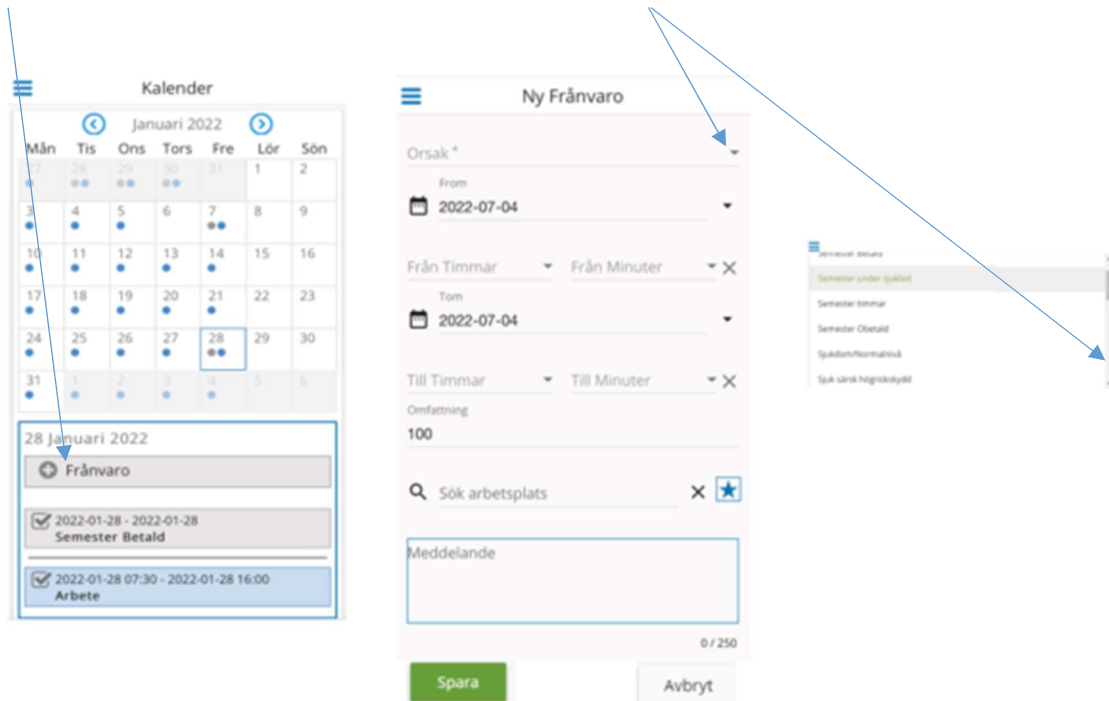 Kalender
Januari 2022
Mån Tis Ons Tors Fre Lör Sön
27 28 29 30 31 1 2
3 4 5 6 7 8 9
10 11 12 13 14 15 16
17 18 19 20 21 22 23
24 25 26 27 28 29 30
31 1 2 3 4 5 6
28 Januari 2022
Frånvaro
2022-01-28 - 2022-01-28
Semester Betald
2022-01-28 07:30 - 2022-01-28 16:00
Arbete
Ny Frånvaro
Orsak *
From
2022-07-04
Från Timmar Från Minuter
Tom
2022-07-04
Till Timmar Till Minuter
Omfattning
100
Sök arbetsplats
Meddelande
0 / 250
Spara Avbryt
Semester Betald
Semester under sjukled
Semester timmar
Semester Obetald
Sjukdom/Normalnivå
Sjuk särsk högriskskydd